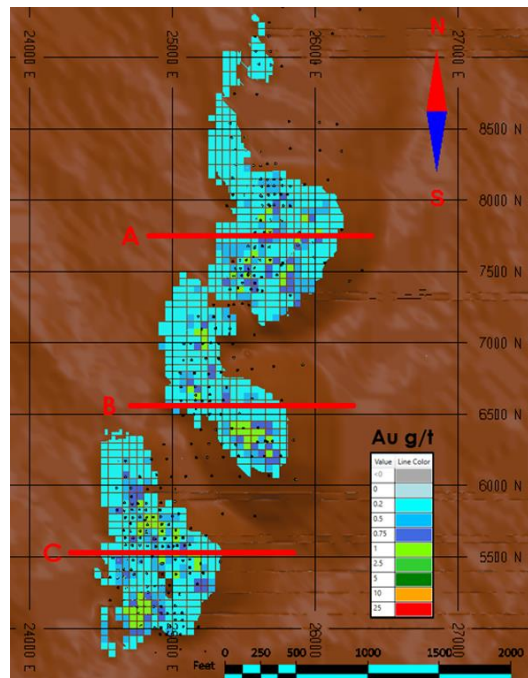 24000 E
25000 E
26000 E
27000 E
N
S
8500 N
8000 N
A
7500 N
7000 N
B
6500 N
6000 N
C
5500 N
Au g/t
Value Line Color
<0
0
0.2
0.5
0.75
1
2.5
5
10
25
24000 E
25000 E
26000 E
27000 E
Feet 0 250 500 1000 1500 2000